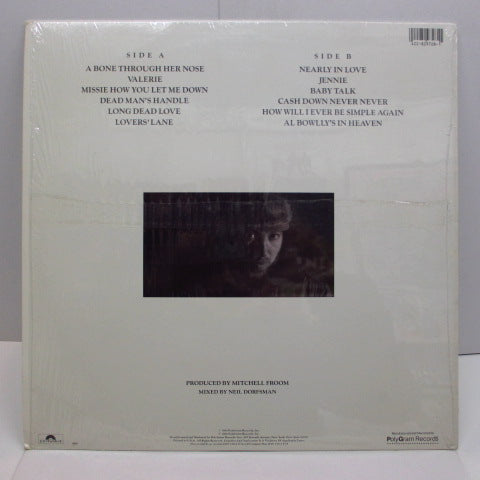 SIDE A
A BONE THROUGH HER NOSE
VALERIE
MISSIE HOW YOU LET ME DOWN
DEAD MAN'S HANDLE
LONG DEAD LOVE
LOVERS' LANE
SIDE B
NEARLY IN LOVE
JENNIE
BABY TALK
CASH DOWN NEVER NEVER
HOW WILL I EVER BE SIMPLE AGAIN
AL BOWLLY'S IN HEAVEN
PRODUCED BY MITCHELL FROOM
MIXED BY NEIL DORFSMAN
PolyGram Records